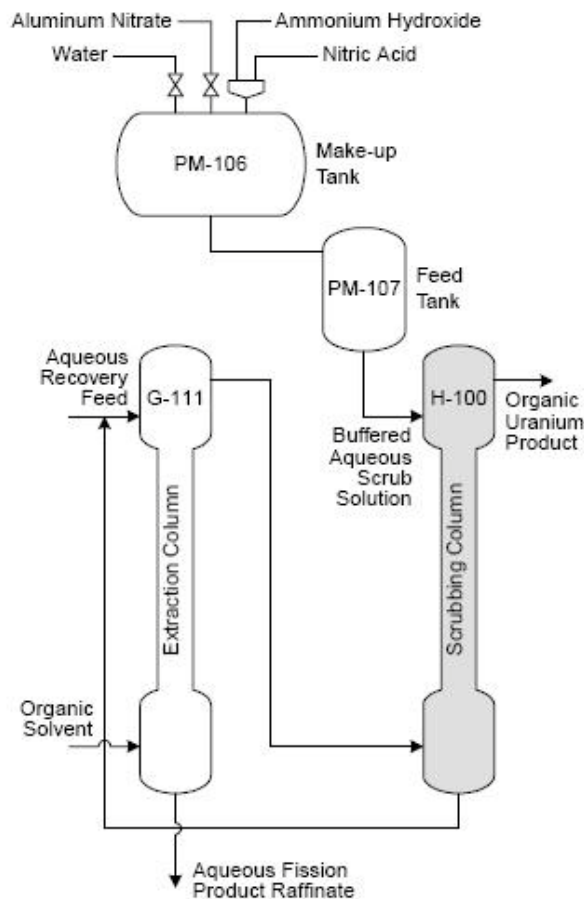 Aluminum Nitrate
Ammonium Hydroxide
Water
Nitric Acid
PM-106
Make-up
Tank
PM-107
Feed
Tank
Aqueous
Recovery
Feed
G-111
H-100
Organic
Uranium
Product
Buffered
Aqueous
Scrub
Solution
Extraction Column
Scrubbing Column
Organic
Solvent
Aqueous Fission
Product Raffinate